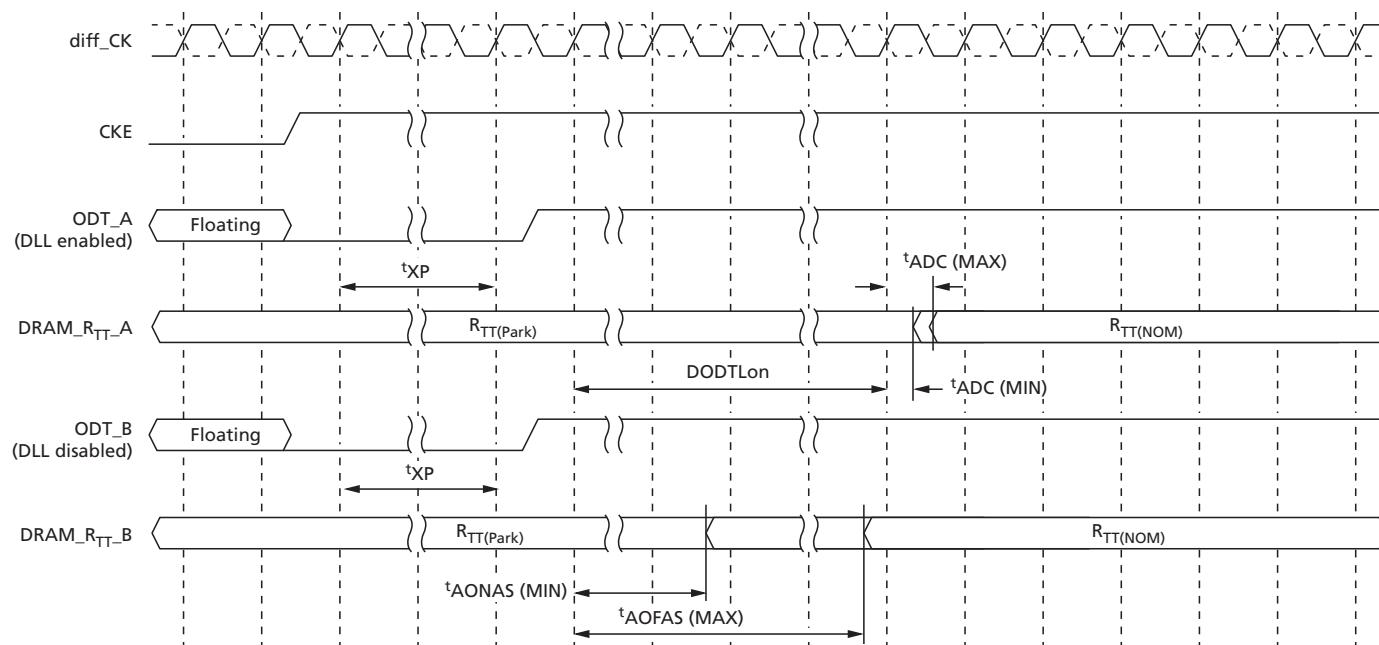 diff_CK
CKE
ODT_A
(DLL enabled)
Floating
tXP
tADC (MAX)
DRAM_RTT_A
RTT(Park)
RTT(NOM)
DODTLon
tADC (MIN)
ODT_B
(DLL disabled)
Floating
tXP
DRAM_RTT_B
RTT(Park)
RTT(NOM)
tAONAS (MIN)
tAOFAS (MAX)